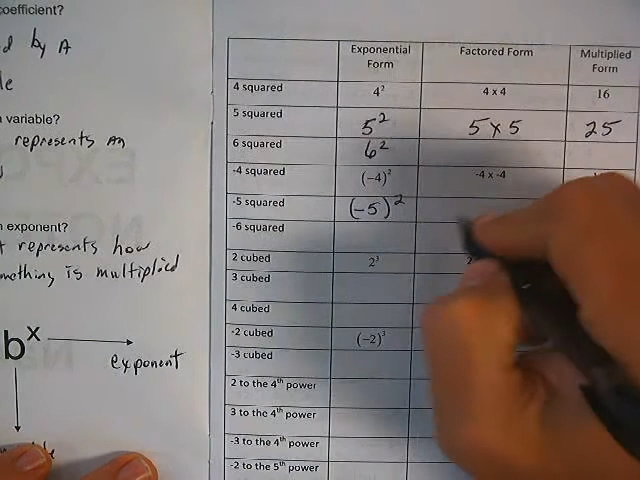 coefficient?
by A
variable?
represents an
exponent?
represents how
mething is multiplied
b^x
exponent
Exponential Form | Factored Form | Multiplied Form
4 squared | 4² | 4 x 4 | 16
5 squared | 5² | 5 x 5 | 25
6 squared | 6²
-4 squared | (-4)² | -4 x -4
-5 squared | (-5)²
-6 squared
2 cubed | 2³ | 2
3 cubed
4 cubed
-2 cubed | (-2)³
-3 cubed
2 to the 4th power
3 to the 4th power
-3 to the 4th power
-2 to the 5th power